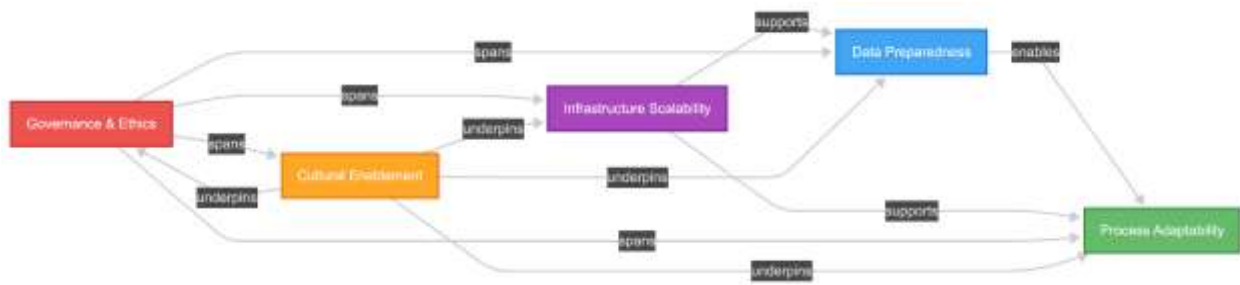 supports
Data Preparedness
enables
spans
spans
Infrastructure Scalability
Governance & Ethics
underpins
spans
Cultural Enablement
underpins
underpins
supports
Process Adaptability
spans
underpins